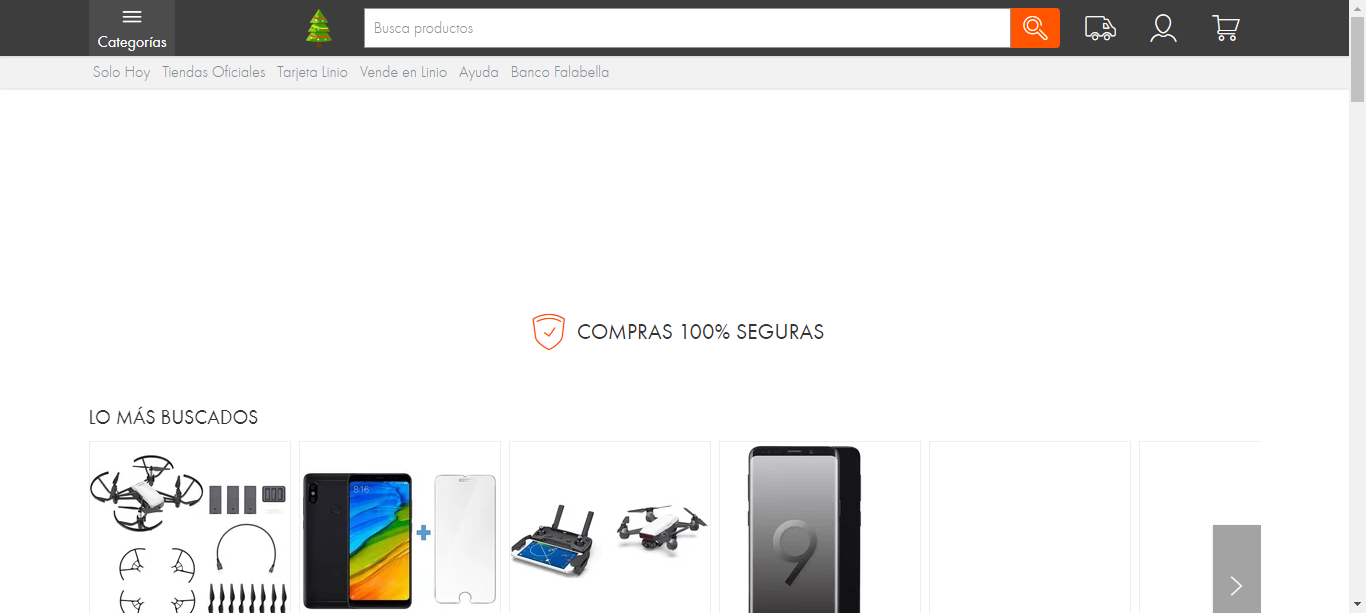 Categorías
Busca productos
Solo Hoy Tiendas Oficiales Tarjeta Linio Vende en Linio Ayuda Banco Falabella
COMPRAS 100% SEGURAS
LO MÁS BUSCADOS
8:16
9